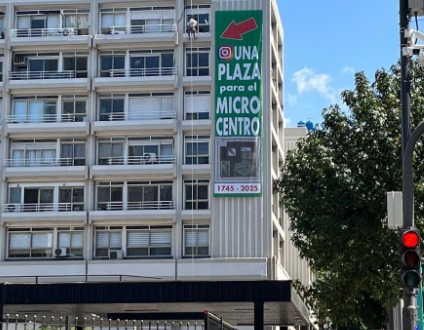 UNA
PLAZA
para el
MICRO
CENTRO
1745 - 2025